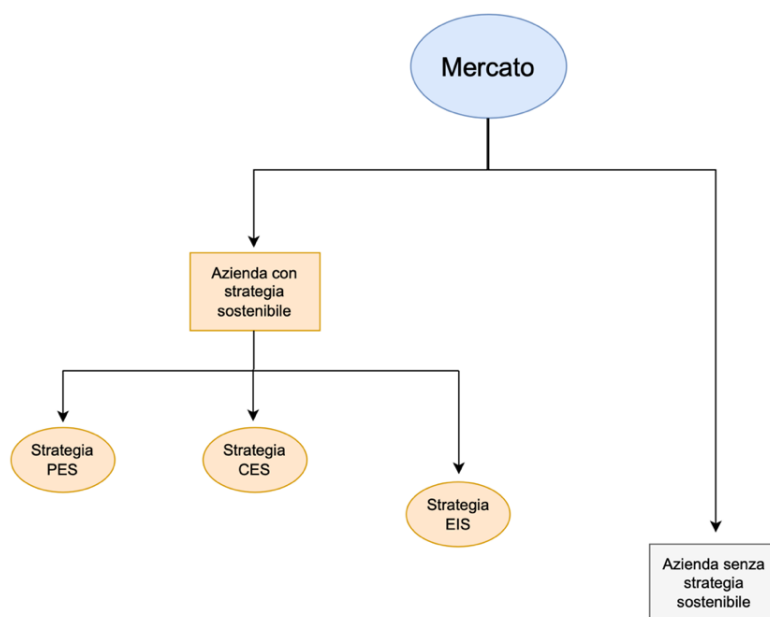 Mercato
Azienda con
strategia
sostenibile
Strategia
PES
Strategia
CES
Strategia
EIS
Azienda senza
strategia
sostenibile